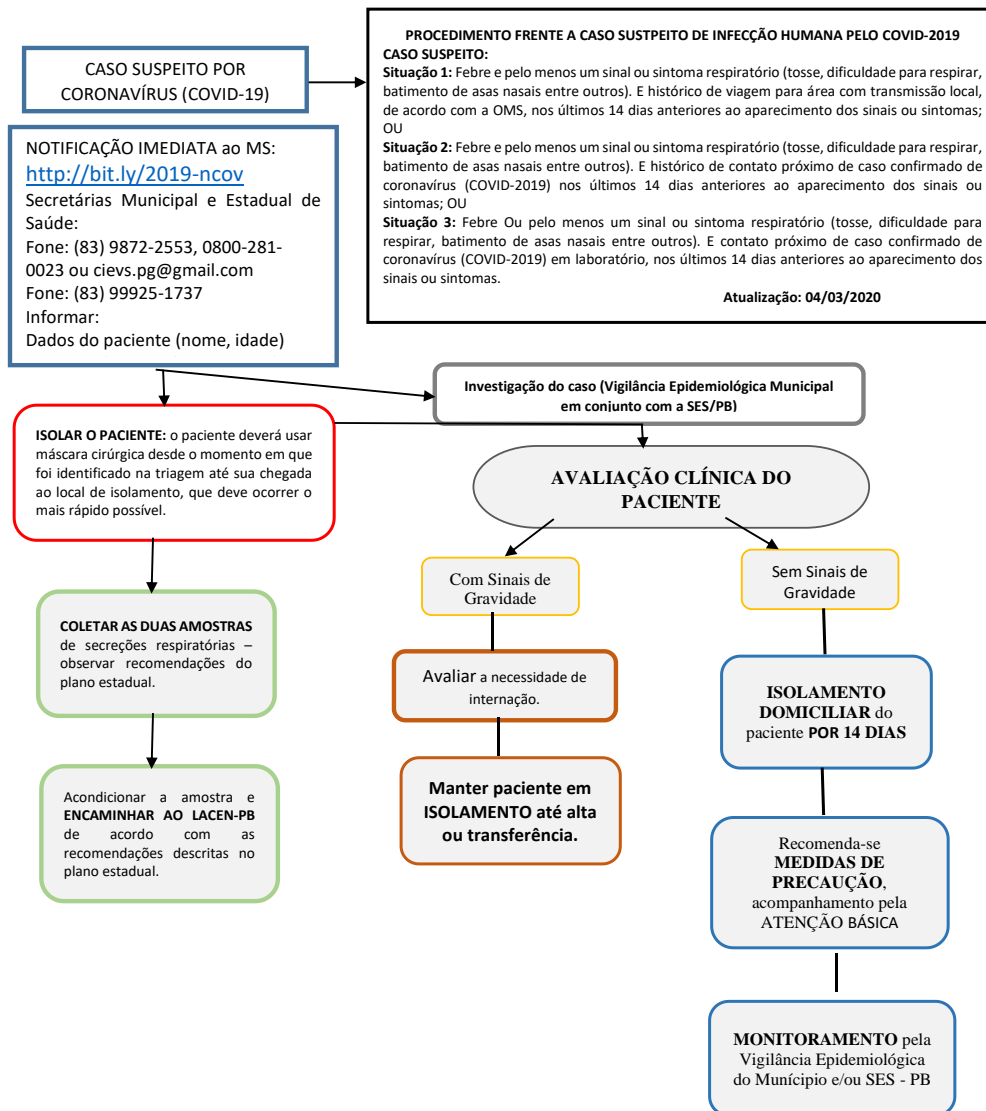 CASO SUSPEITO POR
CORONAVÍRUS (COVID-19)
PROCEDIMENTO FRENTE A CASO SUSTPEITO DE INFECÇÃO HUMANA PELO COVID-2019
CASO SUSPEITO:
Situação 1: Febre e pelo menos um sinal ou sintoma respiratório (tosse, dificuldade para respirar,
batimento de asas nasais entre outros). E histórico de viagem para área com transmissão local,
de acordo com a OMS, nos últimos 14 dias anteriores ao aparecimento dos sinais ou sintomas;
OU
Situação 2: Febre e pelo menos um sinal ou sintoma respiratório (tosse, dificuldade para respirar,
batimento de asas nasais entre outros). E histórico de contato próximo de caso confirmado de
coronavírus (COVID-2019) nos últimos 14 dias anteriores ao aparecimento dos sinais ou
sintomas; OU
Situação 3: Febre Ou pelo menos um sinal ou sintoma respiratório (tosse, dificuldade para
respirar, batimento de asas nasais entre outros). E contato próximo de caso confirmado de
coronavírus (COVID-2019) em laboratório, nos últimos 14 dias anteriores ao aparecimento dos
sinais ou sintomas.
Atualização: 04/03/2020
NOTIFICAÇÃO IMEDIATA ao MS:
http://bit.ly/2019-ncov
Secretárias Municipal e Estadual de
Saúde:
Fone: (83) 9872-2553, 0800-281-
0023 ou cievs.pg@gmail.com
Fone: (83) 99925-1737
Informar:
Dados do paciente (nome, idade)
Investigação do caso (Vigilância Epidemiológica Municipal
em conjunto com a SES/PB)
ISOLAR O PACIENTE: o paciente deverá usar
máscara cirúrgica desde o momento em que
foi identificado na triagem até sua chegada
ao local de isolamento, que deve ocorrer o
mais rápido possível.
AVALIAÇÃO CLÍNICA DO
PACIENTE
Com Sinais de
Gravidade
Sem Sinais de
Gravidade
COLETAR AS DUAS AMOSTRAS
de secreções respiratórias –
observar recomendações do
plano estadual.
Avaliar a necessidade de
internação.
ISOLAMENTO
DOMICILIAR do
paciente POR 14 DIAS
Acondicionar a amostra e
ENCAMINHAR AO LACEN-PB
de acordo com as
recomendações descritas no
plano estadual.
Manter paciente em
ISOLAMENTO até alta
ou transferência.
Recomenda-se
MEDIDAS DE
PRECAUÇÃO,
acompanhamento pela
ATENÇÃO BÁSICA
MONITORAMENTO pela
Vigilância Epidemiológica
do Munícipio e/ou SES - PB